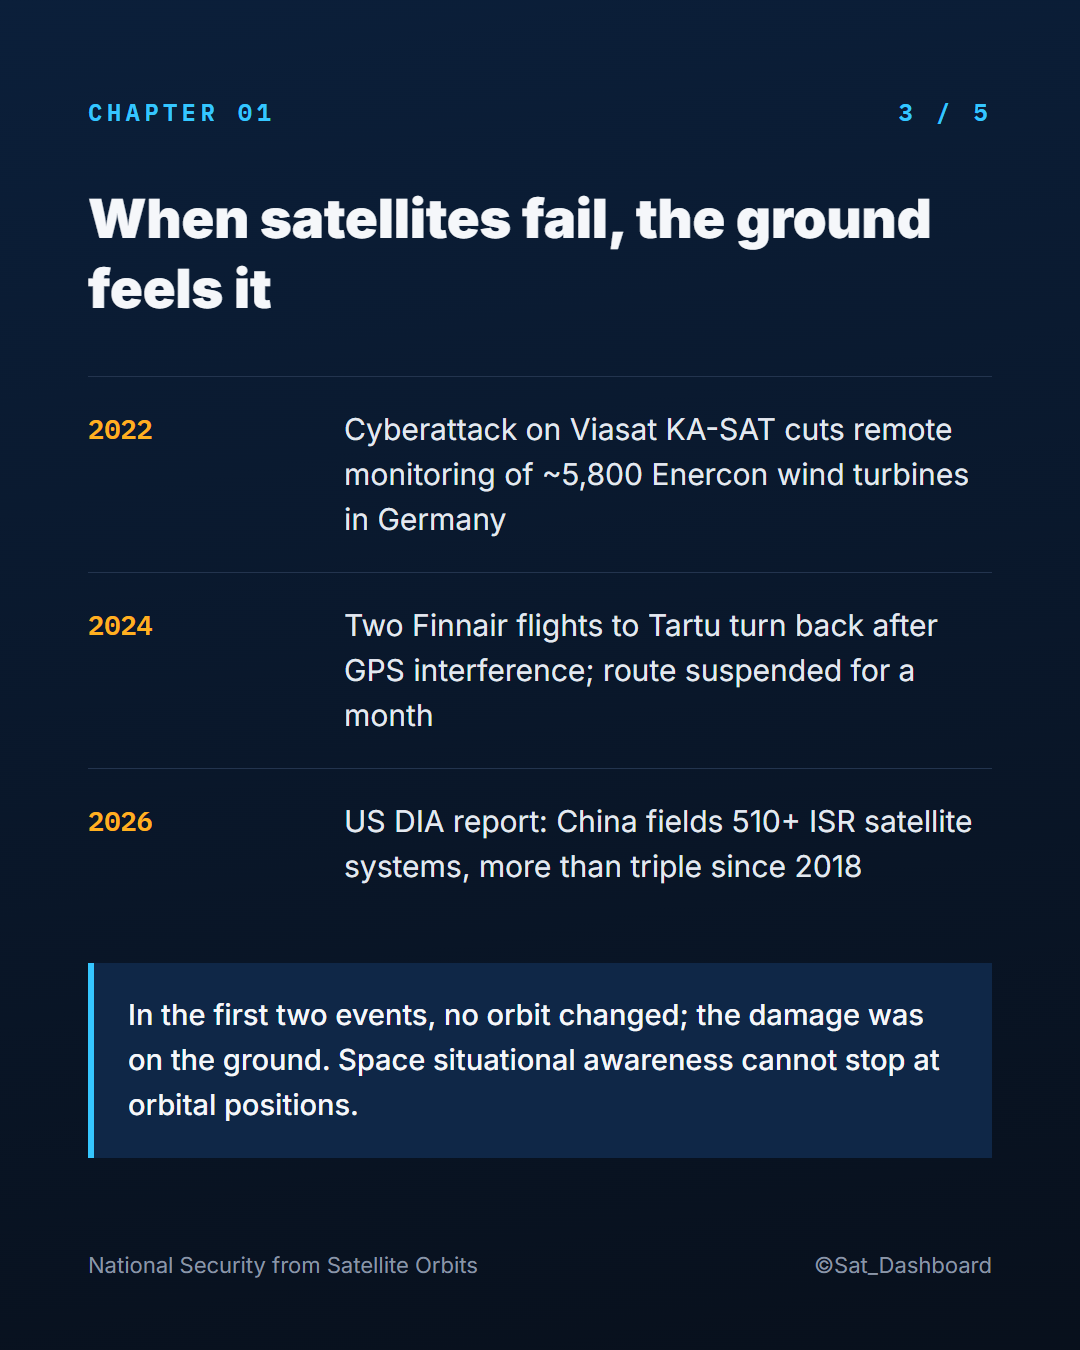 CHAPTER 01
3 / 5
When satellites fail, the ground
feels it
2022
Cyberattack on Viasat KA-SAT cuts remote
monitoring of ~5,800 Enercon wind turbines
in Germany
2024
Two Finnair flights to Tartu turn back after
GPS interference; route suspended for a
month
2026
US DIA report: China fields 510+ ISR satellite
systems, more than triple since 2018
In the first two events, no orbit changed; the damage was
on the ground. Space situational awareness cannot stop at
orbital positions.
National Security from Satellite Orbits
©Sat_Dashboard